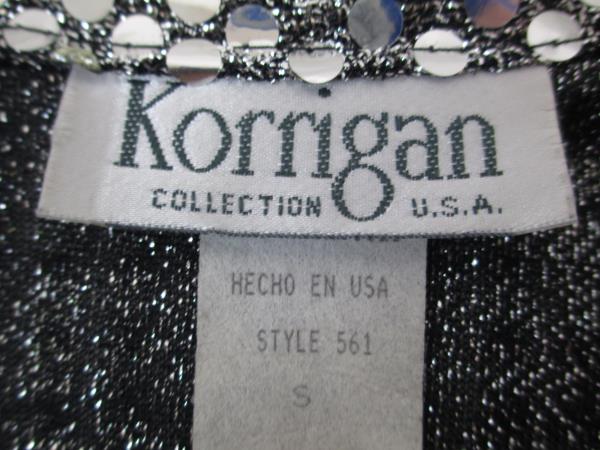 Korrigan
COLLECTION U.S.A.
HECHO EN USA
STYLE 561
S